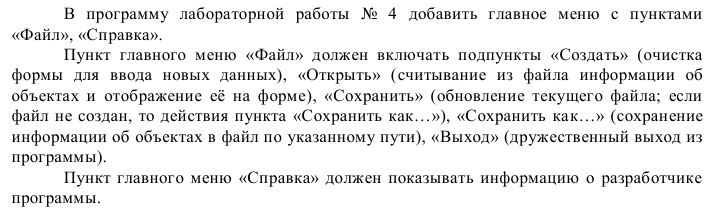 В программу лабораторной работы № 4 добавить главное меню с пунктами
«Файл», «Справка».
Пункт главного меню «Файл» должен включать подпункты «Создать» (очистка
формы для ввода новых данных), «Открыть» (считывание из файла информации об
объектах и отображение её на форме), «Сохранить» (обновление текущего файла; если
файл не создан, то действия пункта «Сохранить как…»), «Сохранить как…» (сохранение
информации об объектах в файл по указанному пути), «Выход» (дружественный выход из
программы).
Пункт главного меню «Справка» должен показывать информацию о разработчике
программы.